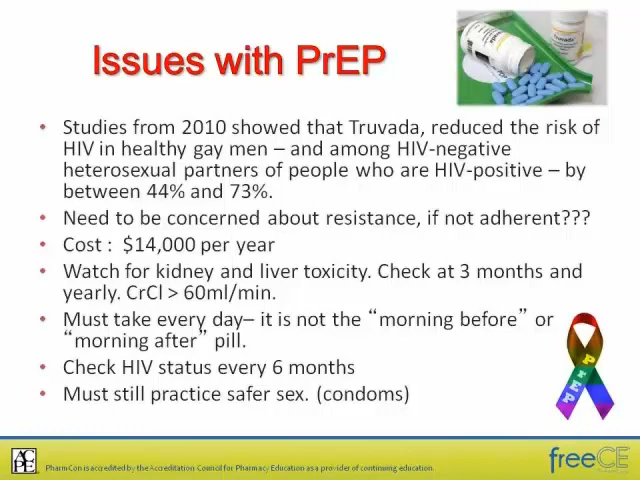 Issues with PrEP
• Studies from 2010 showed that Truvada, reduced the risk of
HIV in healthy gay men – and among HIV-negative
heterosexual partners of people who are HIV-positive – by
between 44% and 73%.
• Need to be concerned about resistance, if not adherent???
• Cost : $14,000 per year
• Watch for kidney and liver toxicity. Check at 3 months and
yearly. CrCl > 60ml/min.
• Must take every day– it is not the “morning before” or
“morning after” pill.
• Check HIV status every 6 months
• Must still practice safer sex. (condoms)
PrEP
ACPE
PharmCon is accredited by the Accreditation Council for Pharmacy Education as a provider of continuing education.
freeCE